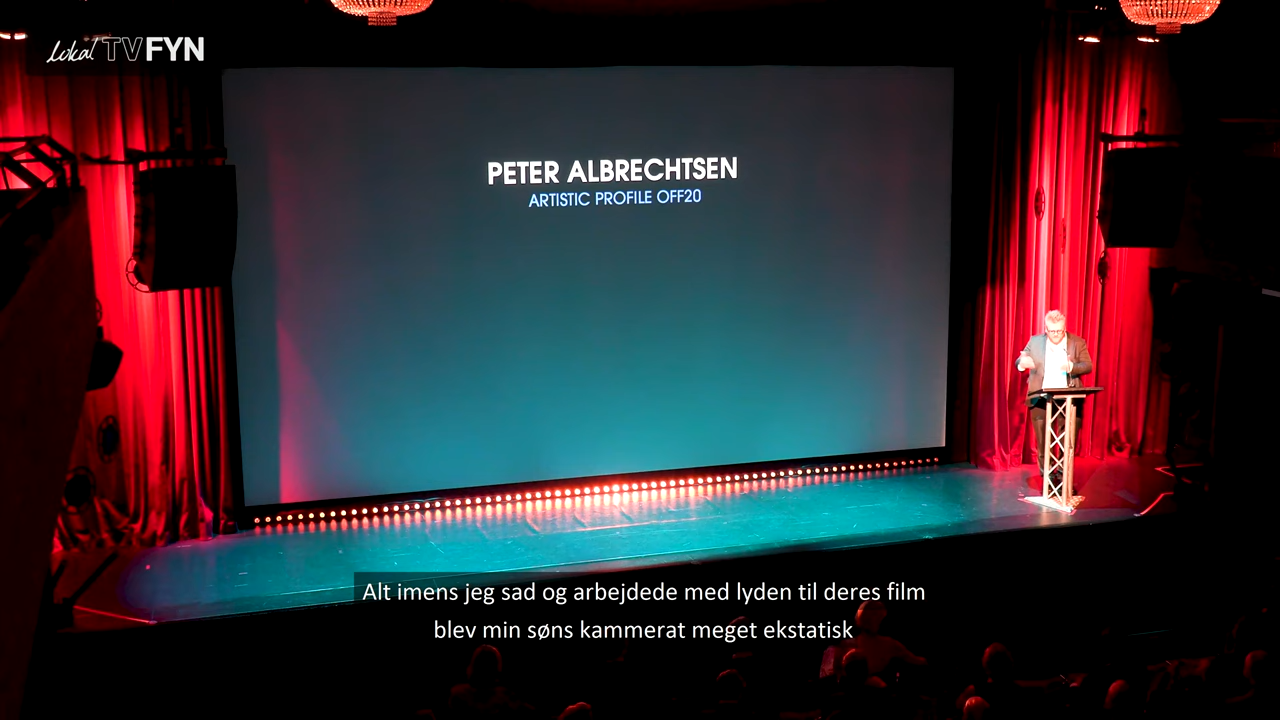 Lokal TV FYN
PETER ALBRECHTSEN
ARTISTIC PROFILE OFF20
Alt imens jeg sad og arbejdede med lyden til deres film
blev min søns kammerat meget ekstatisk